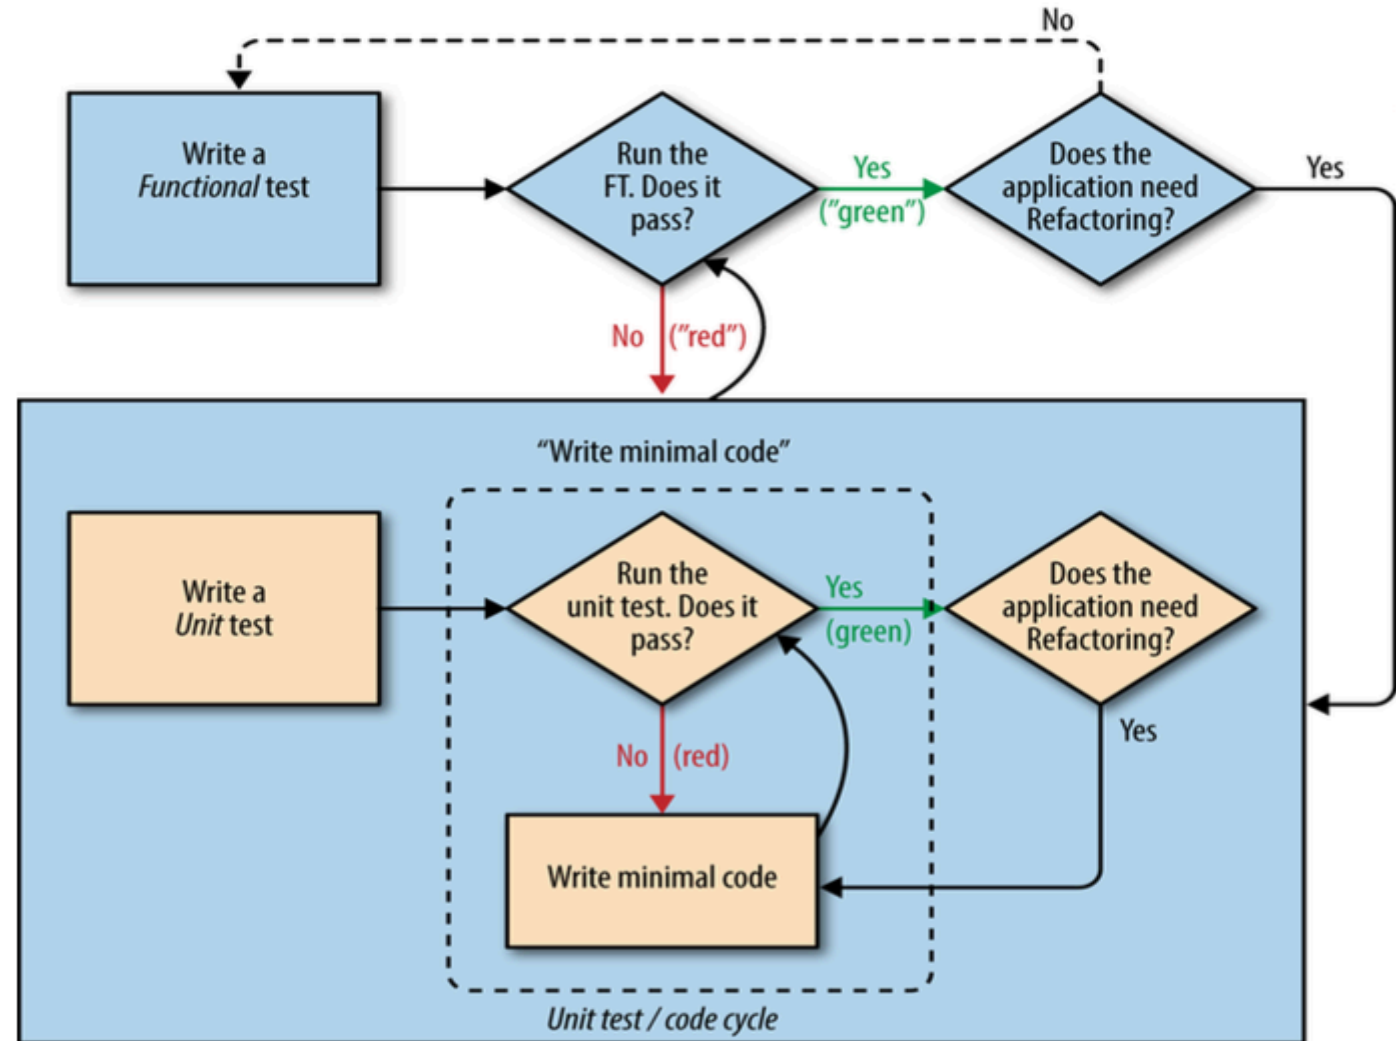 No
Write a
Functional test
Run the
FT. Does it
pass?
Yes
("green")
Does the
application need
Refactoring?
Yes
No ("red")
"Write minimal code"
Write a
Unit test
Run the
unit test. Does it
pass?
Yes
(green)
Does the
application need
Refactoring?
No (red)
Yes
Write minimal code
Unit test / code cycle